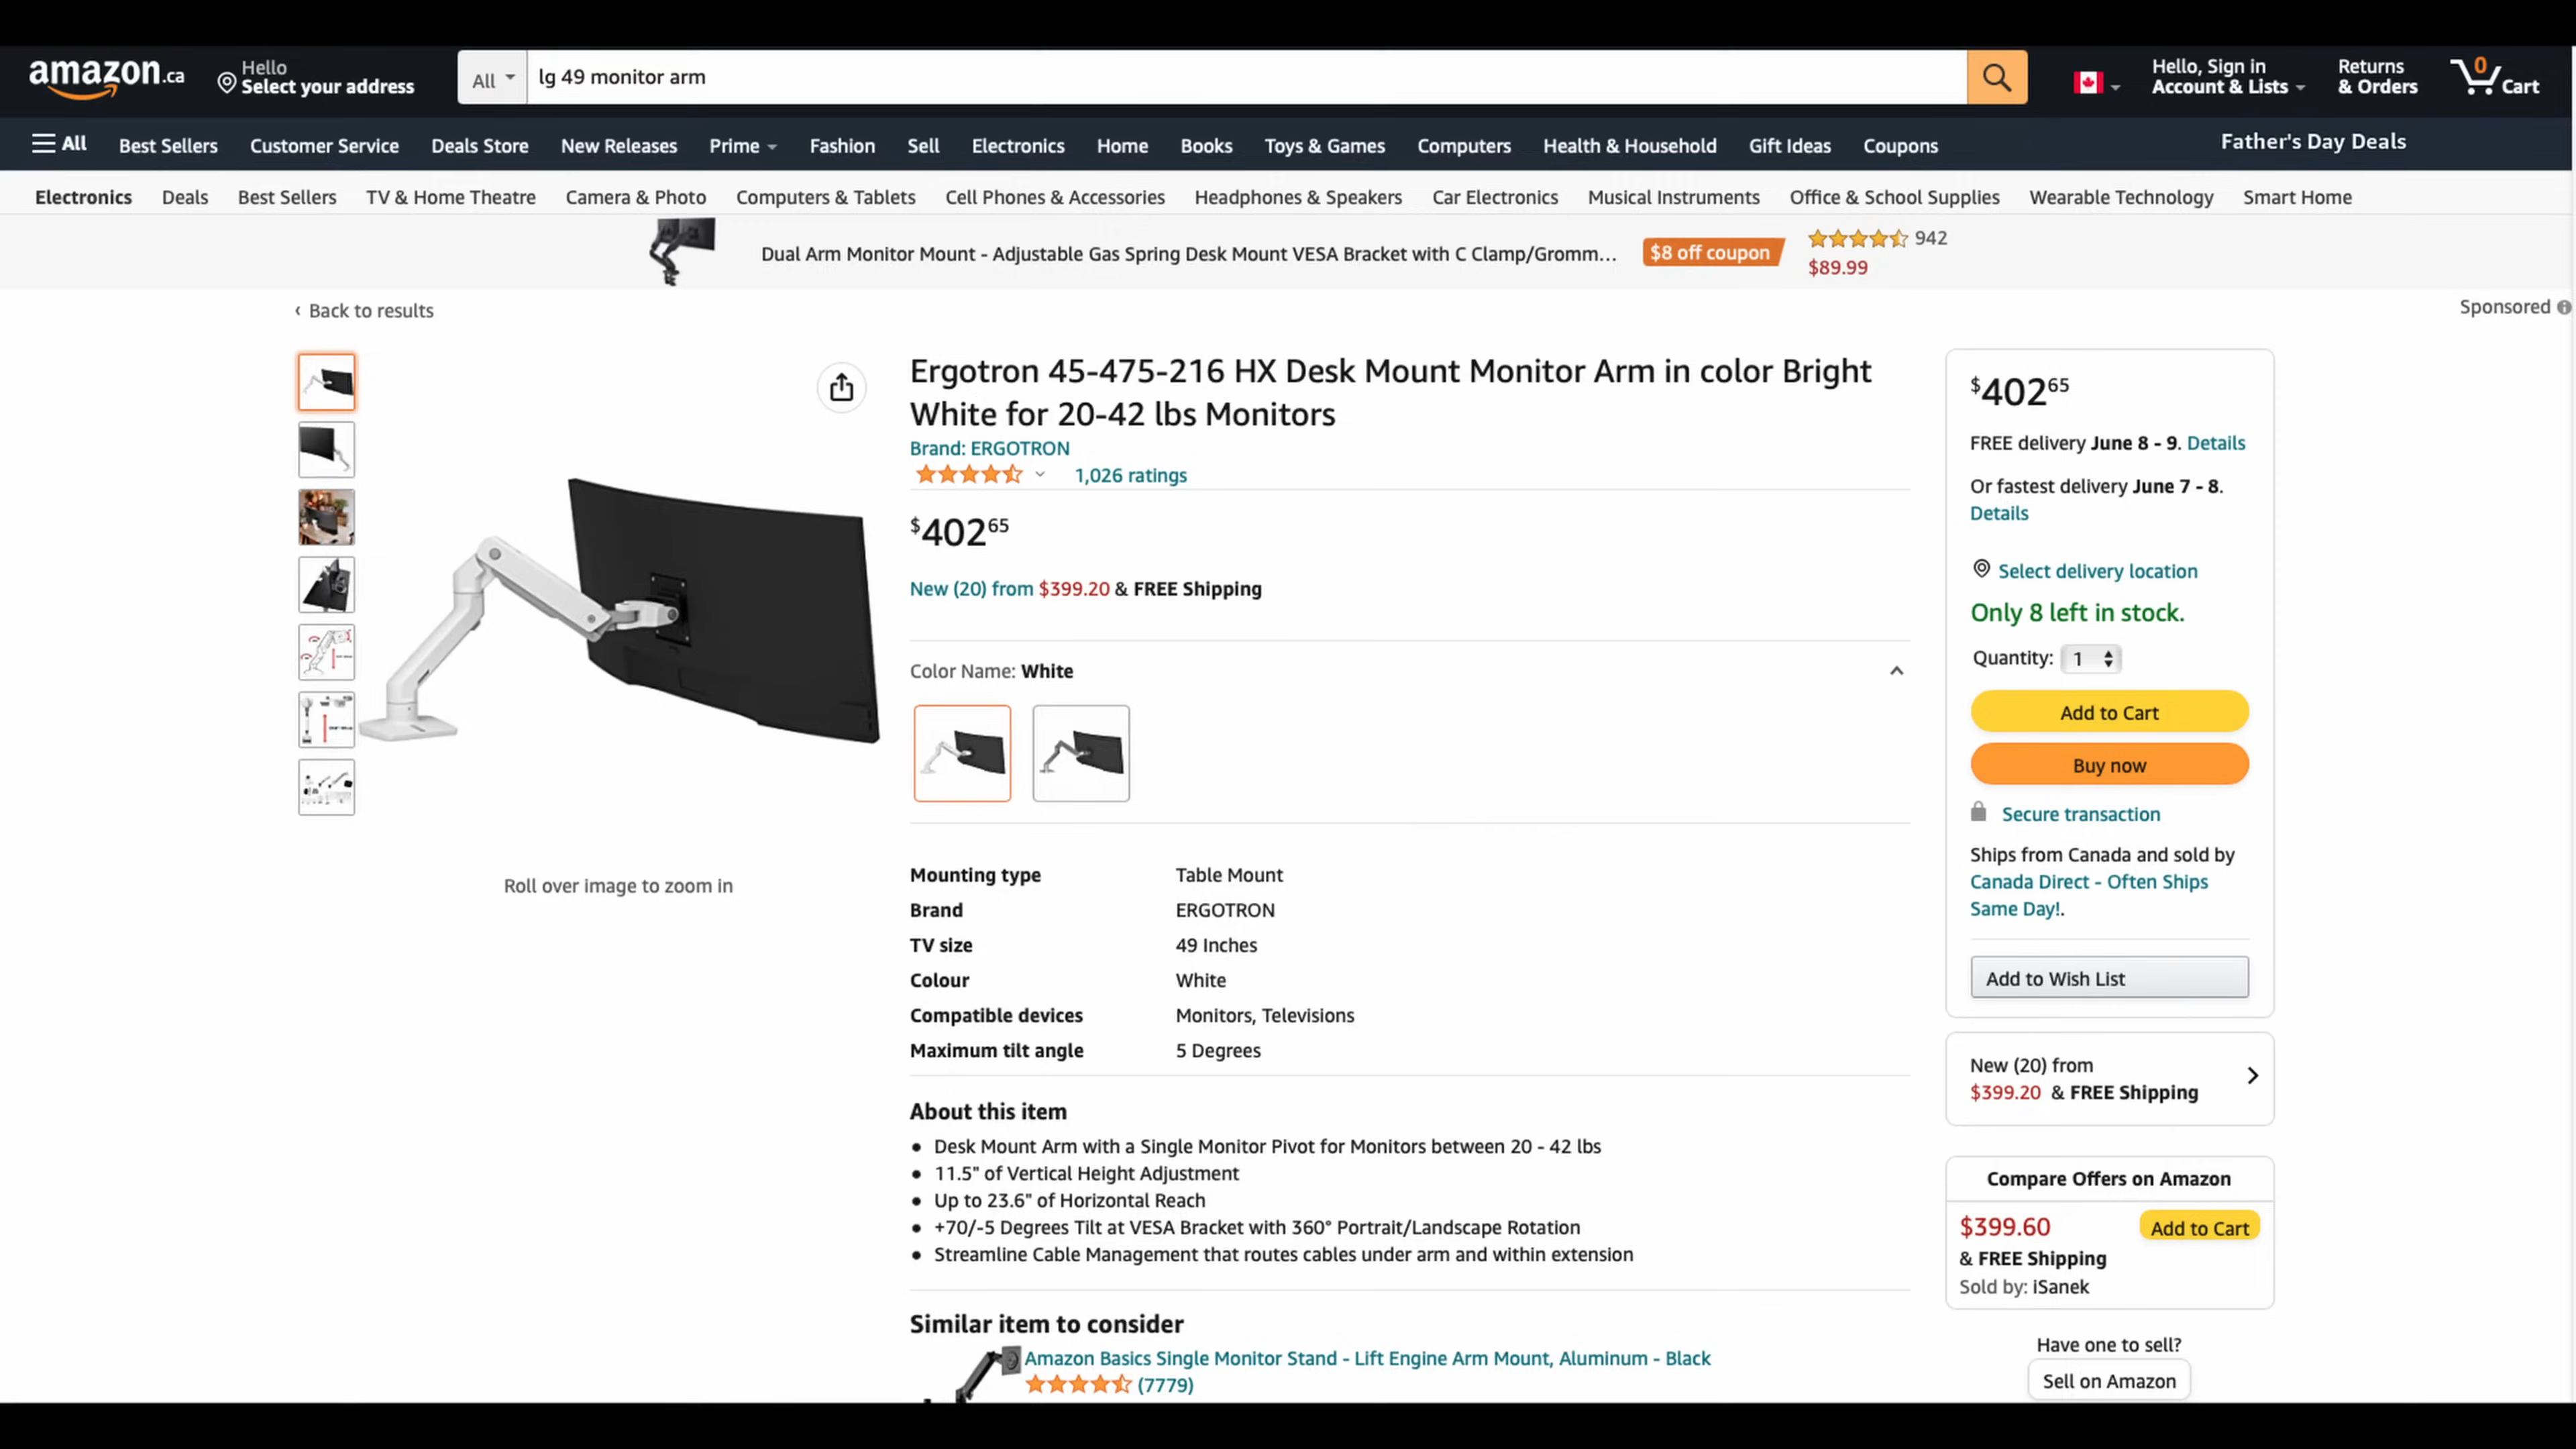 amazon.ca
Hello
Select your address
All
lg 49 monitor arm
Hello, Sign in
Account & Lists
Returns
& Orders
0
Cart
All
Best Sellers
Customer Service
Deals Store
New Releases
Prime
Fashion
Sell
Electronics
Home
Books
Toys & Games
Computers
Health & Household
Gift Ideas
Coupons
Father's Day Deals
Electronics
Deals
Best Sellers
TV & Home Theatre
Camera & Photo
Computers & Tablets
Cell Phones & Accessories
Headphones & Speakers
Car Electronics
Musical Instruments
Office & School Supplies
Wearable Technology
Smart Home
Dual Arm Monitor Mount - Adjustable Gas Spring Desk Mount VESA Bracket with C Clamp/Gromm...
$8 off coupon
942
$89.99
‹ Back to results
Sponsored
Roll over image to zoom in
Ergotron 45-475-216 HX Desk Mount Monitor Arm in color Bright
White for 20-42 lbs Monitors
Brand: ERGOTRON
1,026 ratings
$40265
New (20) from $399.20 & FREE Shipping
Color Name: White
Mounting type Table Mount
Brand ERGOTRON
TV size 49 Inches
Colour White
Compatible devices Monitors, Televisions
Maximum tilt angle 5 Degrees
About this item
• Desk Mount Arm with a Single Monitor Pivot for Monitors between 20 - 42 lbs
• 11.5" of Vertical Height Adjustment
• Up to 23.6" of Horizontal Reach
• +70/-5 Degrees Tilt at VESA Bracket with 360° Portrait/Landscape Rotation
• Streamline Cable Management that routes cables under arm and within extension
Similar item to consider
Amazon Basics Single Monitor Stand - Lift Engine Arm Mount, Aluminum - Black
(7779)
$40265
FREE delivery June 8 - 9. Details
Or fastest delivery June 7 - 8.
Details
Select delivery location
Only 8 left in stock.
Quantity: 1
Add to Cart
Buy now
Secure transaction
Ships from Canada and sold by
Canada Direct - Often Ships
Same Day!.
Add to Wish List
New (20) from
$399.20 & FREE Shipping
Compare Offers on Amazon
$399.60
Add to Cart
& FREE Shipping
Sold by: iSanek
Have one to sell?
Sell on Amazon